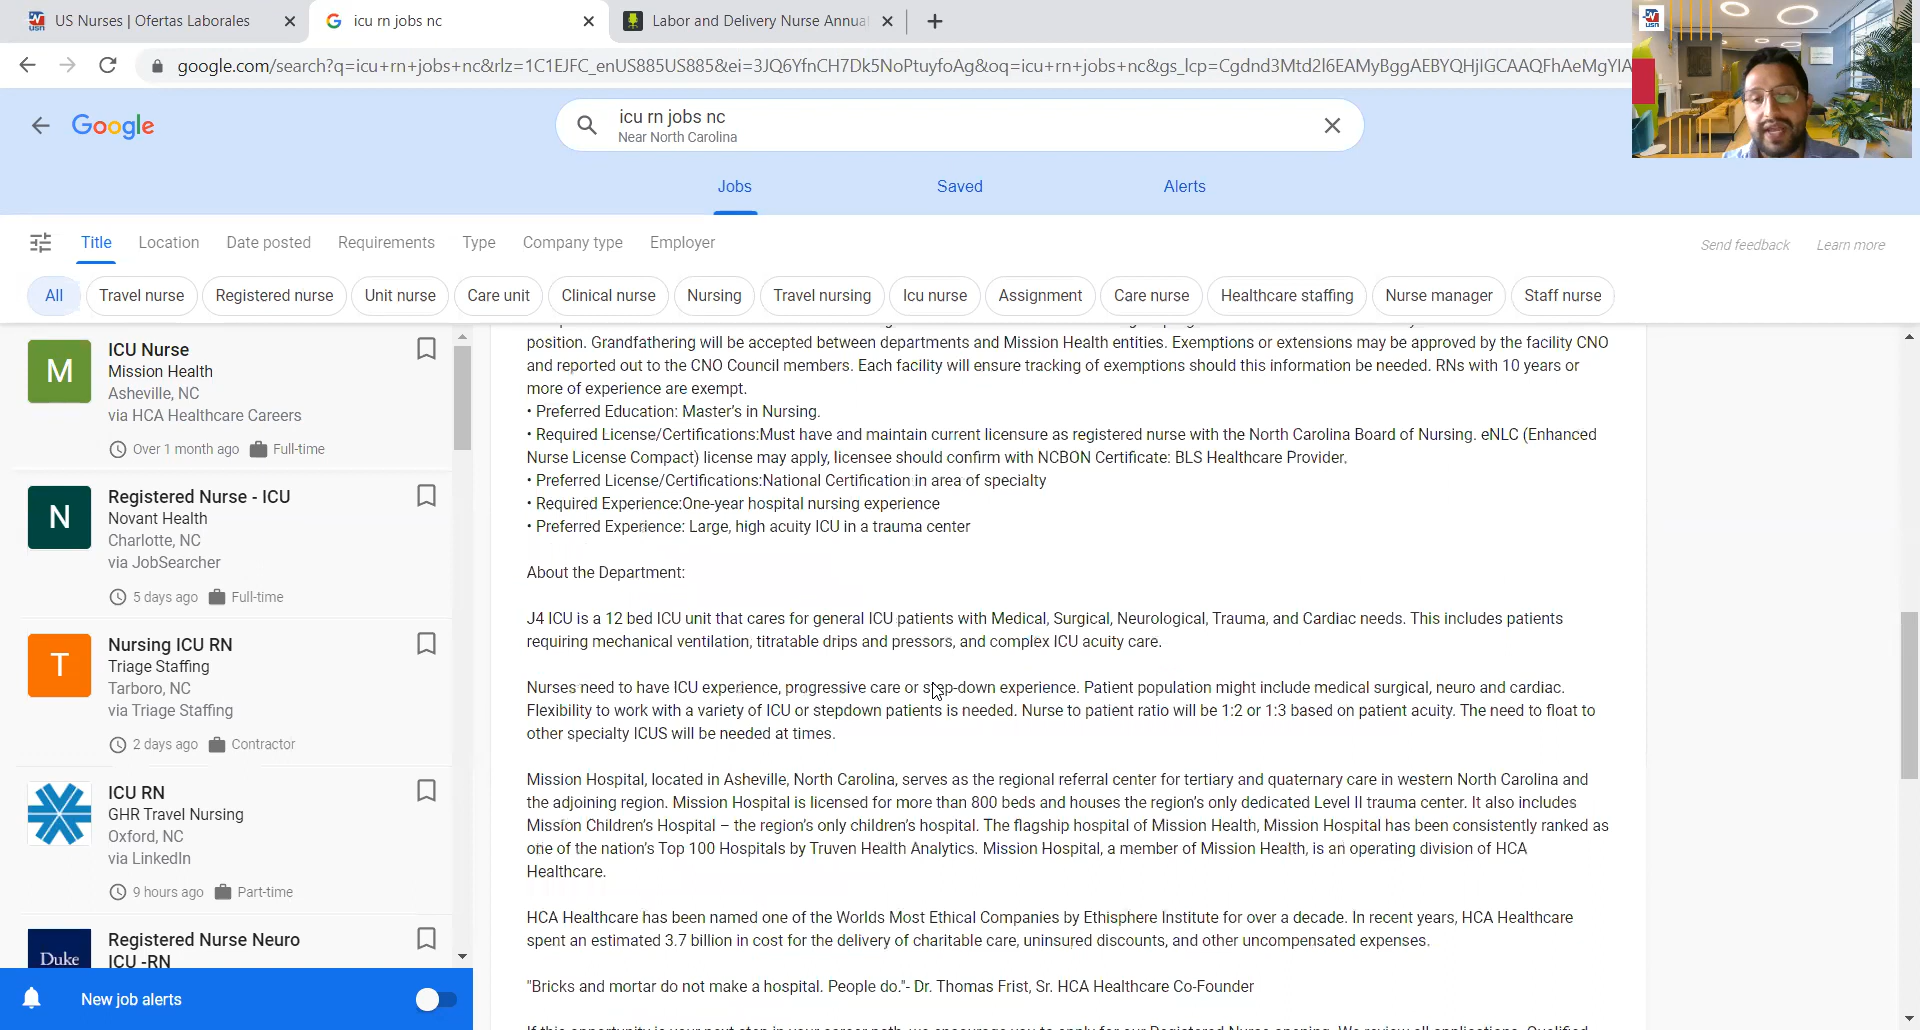 US Nurses | Ofertas Laborales
icu rn jobs nc
Labor and Delivery Nurse Annua
google.com/search?q=icu+rn+jobs+nc&rlz=1C1EJFC_enUS885US885&ei=3JQ6YfnCH7Dk5NoPtuyfoAg&oq=icu+rn+jobs+nc&gs_lcp=Cgdnd3Mtd2l6EAMyBggAEBYQHjIGCAAQFhAeMgYIA
usn
Google
icu rn jobs nc
Near North Carolina
Jobs Saved Alerts
Title Location Date posted Requirements Type Company type Employer
Send feedback Learn more
All Travel nurse Registered nurse Unit nurse Care unit Clinical nurse Nursing Travel nursing Icu nurse Assignment Care nurse Healthcare staffing Nurse manager Staff nurse
M
ICU Nurse
Mission Health
Asheville, NC
via HCA Healthcare Careers
Over 1 month ago Full-time
N
Registered Nurse - ICU
Novant Health
Charlotte, NC
via JobSearcher
5 days ago Full-time
T
Nursing ICU RN
Triage Staffing
Tarboro, NC
via Triage Staffing
2 days ago Contractor
ICU RN
GHR Travel Nursing
Oxford, NC
via LinkedIn
9 hours ago Part-time
Duke
Registered Nurse Neuro
ICU -RN
New job alerts
position. Grandfathering will be accepted between departments and Mission Health entities. Exemptions or extensions may be approved by the facility CNO
and reported out to the CNO Council members. Each facility will ensure tracking of exemptions should this information be needed. RNs with 10 years or
more of experience are exempt.
• Preferred Education: Master's in Nursing.
• Required License/Certifications:Must have and maintain current licensure as registered nurse with the North Carolina Board of Nursing. eNLC (Enhanced
Nurse License Compact) license may apply, licensee should confirm with NCBON Certificate: BLS Healthcare Provider.
• Preferred License/Certifications:National Certification in area of specialty
• Required Experience:One-year hospital nursing experience
• Preferred Experience: Large, high acuity ICU in a trauma center
About the Department:
J4 ICU is a 12 bed ICU unit that cares for general ICU patients with Medical, Surgical, Neurological, Trauma, and Cardiac needs. This includes patients
requiring mechanical ventilation, titratable drips and pressors, and complex ICU acuity care.
Nurses need to have ICU experience, progressive care or step-down experience. Patient population might include medical surgical, neuro and cardiac.
Flexibility to work with a variety of ICU or stepdown patients is needed. Nurse to patient ratio will be 1:2 or 1:3 based on patient acuity. The need to float to
other specialty ICUS will be needed at times.
Mission Hospital, located in Asheville, North Carolina, serves as the regional referral center for tertiary and quaternary care in western North Carolina and
the adjoining region. Mission Hospital is licensed for more than 800 beds and houses the region's only dedicated Level II trauma center. It also includes
Mission Children's Hospital – the region's only children's hospital. The flagship hospital of Mission Health, Mission Hospital has been consistently ranked as
one of the nation's Top 100 Hospitals by Truven Health Analytics. Mission Hospital, a member of Mission Health, is an operating division of HCA
Healthcare.
HCA Healthcare has been named one of the Worlds Most Ethical Companies by Ethisphere Institute for over a decade. In recent years, HCA Healthcare
spent an estimated 3.7 billion in cost for the delivery of charitable care, uninsured discounts, and other uncompensated expenses.
"Bricks and mortar do not make a hospital. People do."- Dr. Thomas Frist, Sr. HCA Healthcare Co-Founder